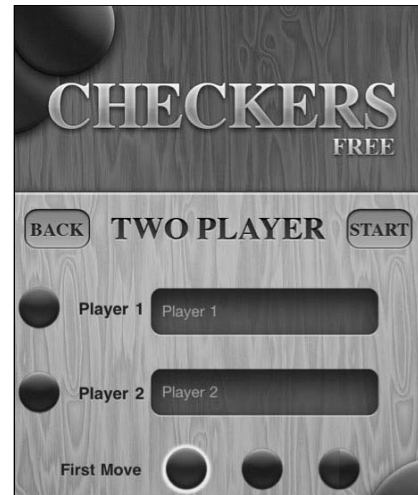 CHECKERS
FREE
BACK TWO PLAYER START
Player 1 Player 1
Player 2 Player 2
First Move